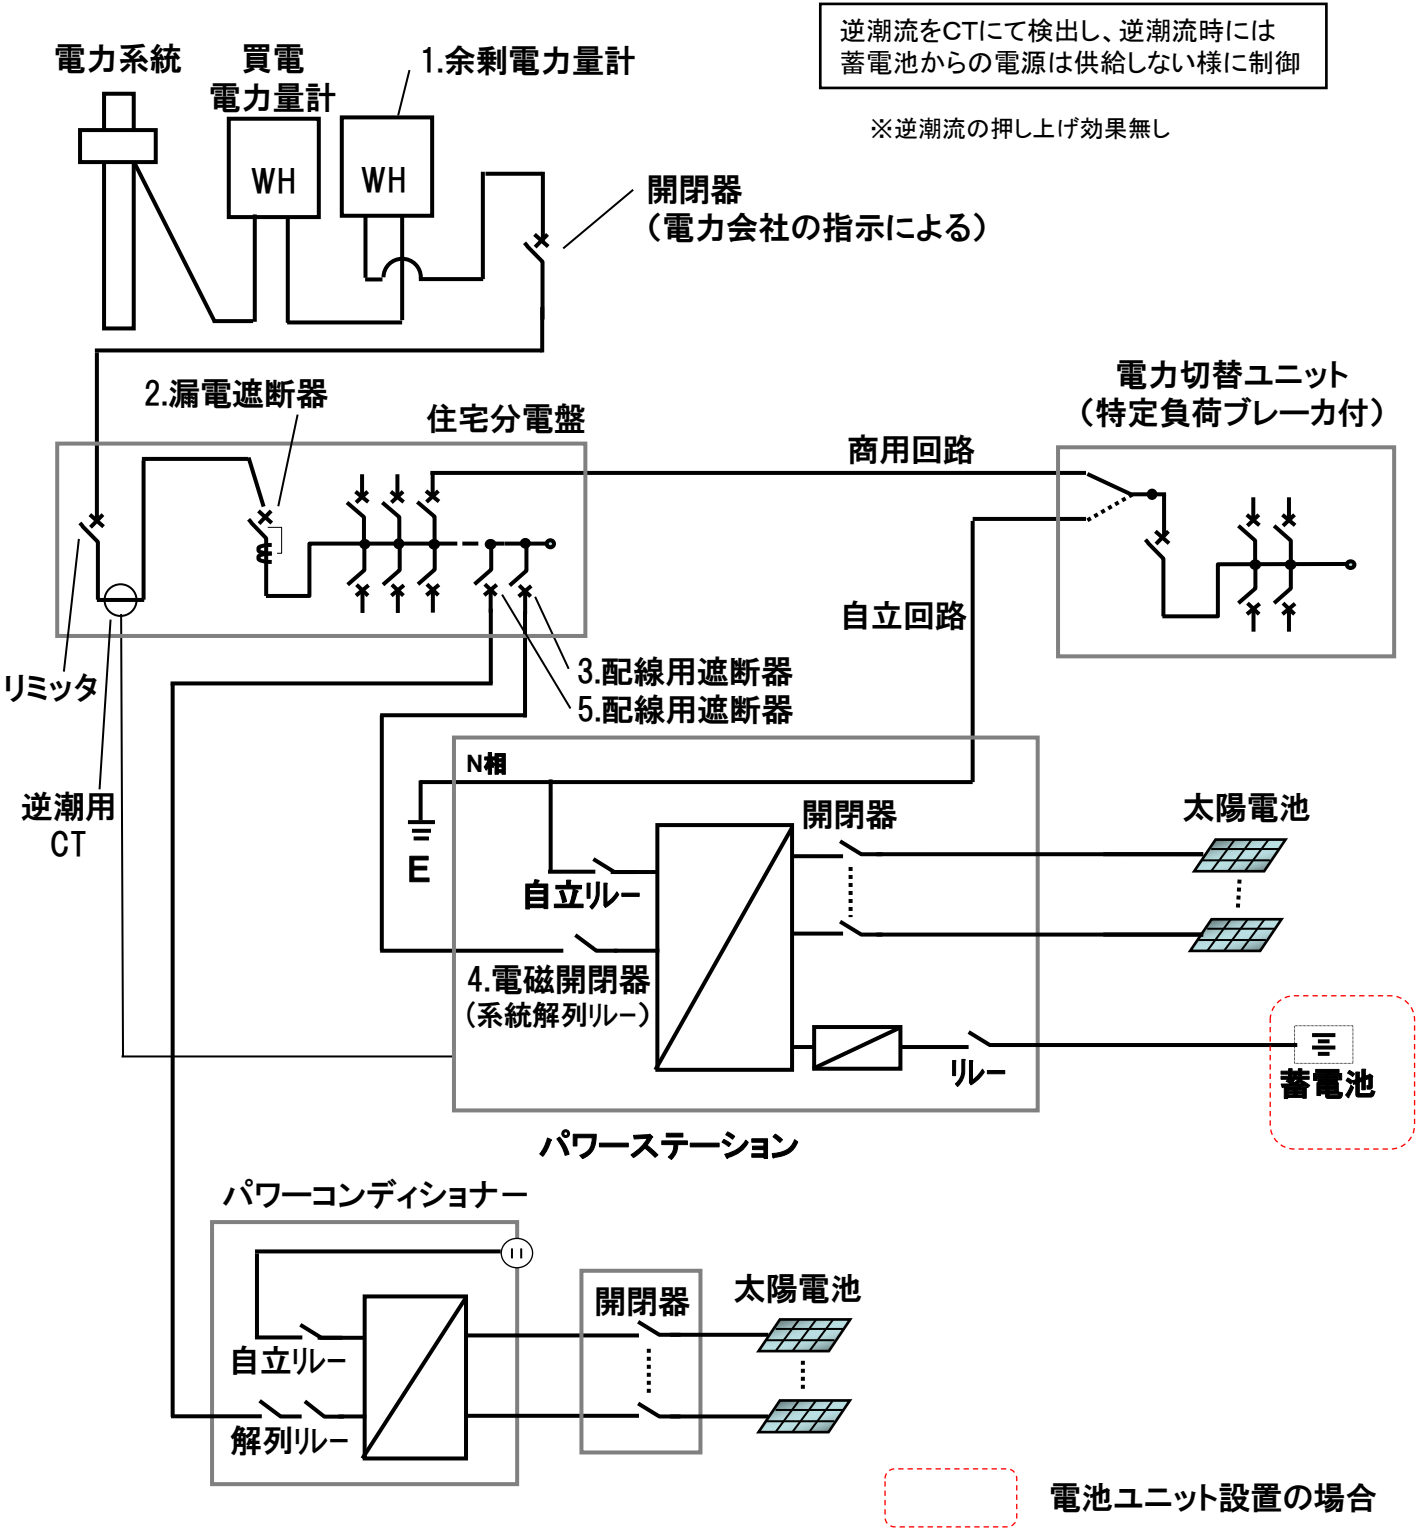 逆潮流をCTにて検出し、逆潮流時には
蓄電池からの電源は供給しない様に制御
※逆潮流の押し上げ効果無し
電力系統
買電
電力量計
1.余剰電力量計
WH
WH
開閉器
（電力会社の指示による）
2.漏電遮断器
住宅分電盤
電力切替ユニット
（特定負荷ブレーカ付）
商用回路
自立回路
リミッタ
3.配線用遮断器
5.配線用遮断器
逆潮用
CT
N相
E
自立リレー
開閉器
太陽電池
4.電磁開閉器
（系統解列リレー）
リレー
蓄電池
パワーステーション
パワーコンディショナー
自立リレー
解列リレー
開閉器
太陽電池
電池ユニット設置の場合